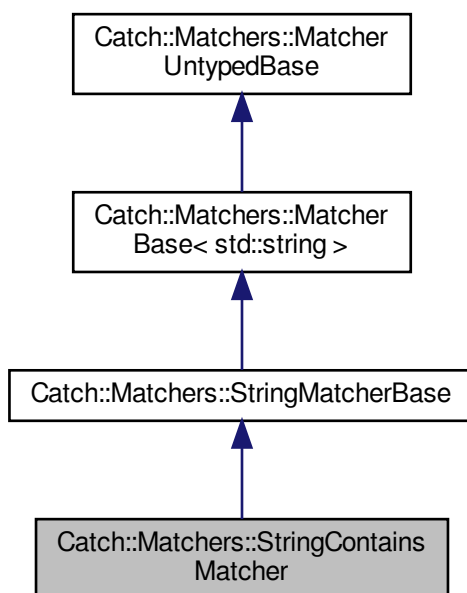 Catch::Matchers::Matcher
UntypedBase
Catch::Matchers::Matcher
Base< std::string >
Catch::Matchers::StringMatcherBase
Catch::Matchers::StringContains
Matcher